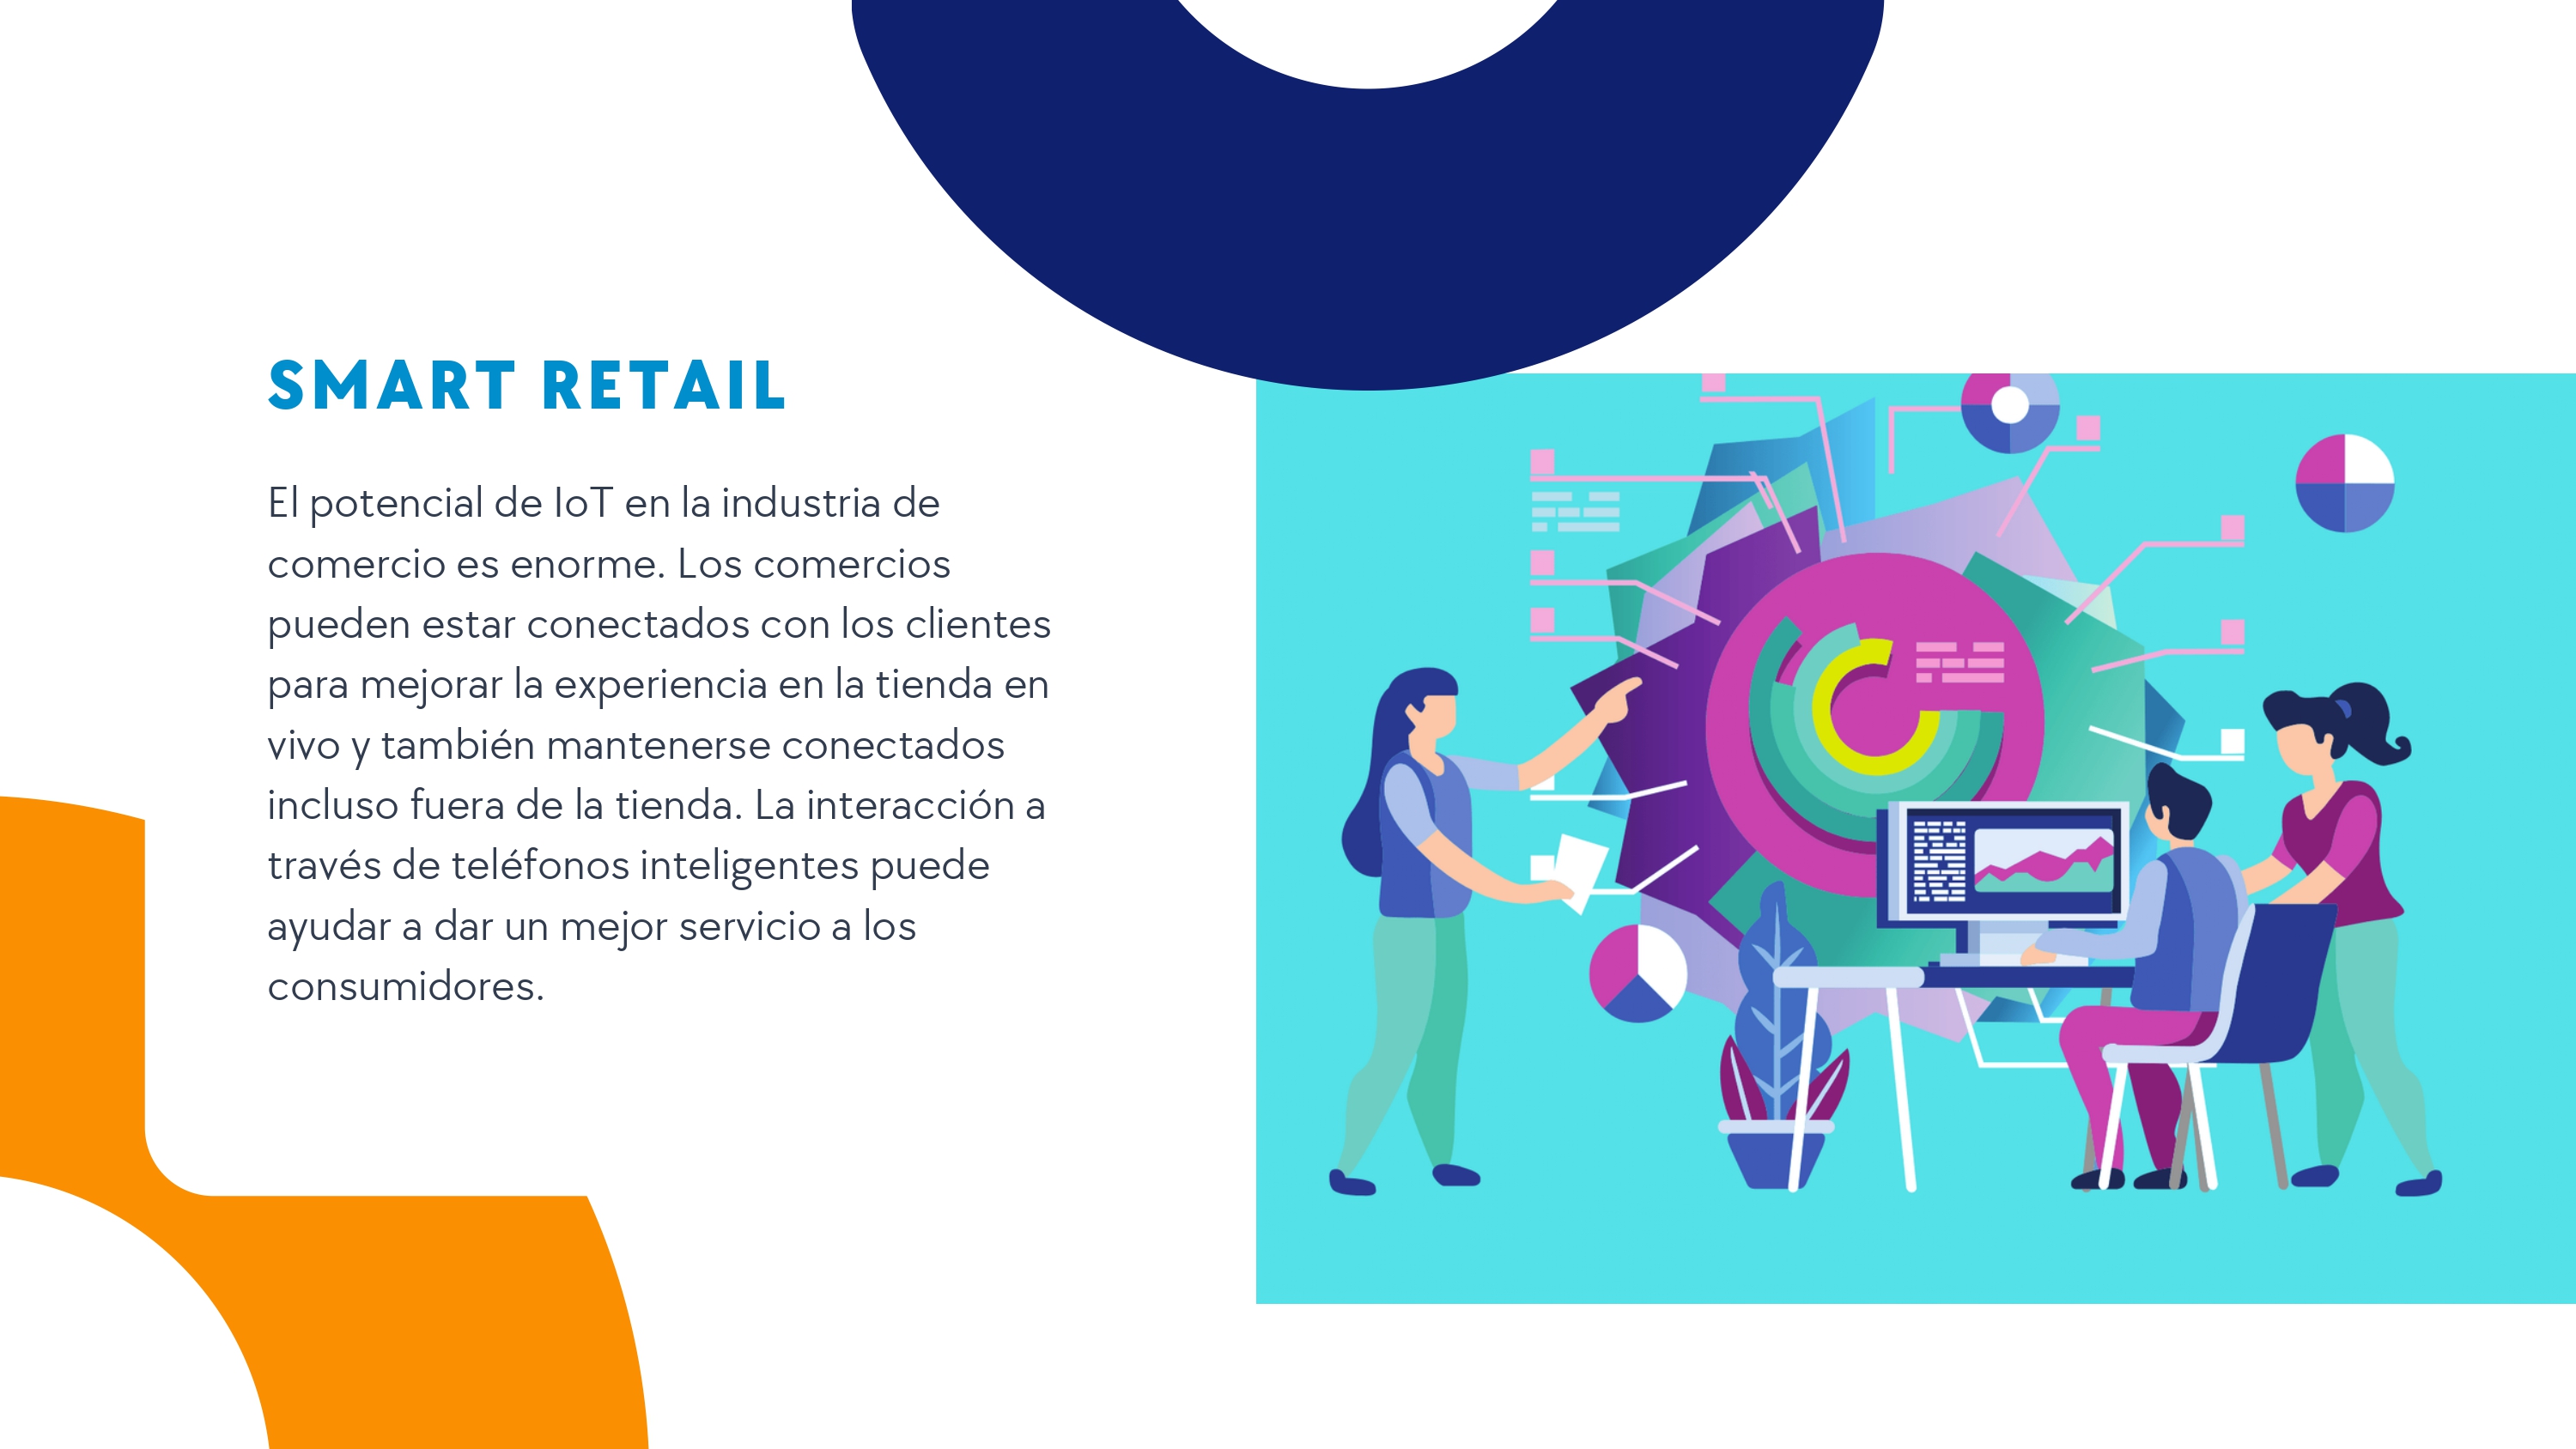 SMART RETAIL
El potencial de IoT en la industria de
comercio es enorme. Los comercios
pueden estar conectados con los clientes
para mejorar la experiencia en la tienda en
vivo y también mantenerse conectados
incluso fuera de la tienda. La interacción a
través de teléfonos inteligentes puede
ayudar a dar un mejor servicio a los
consumidores.